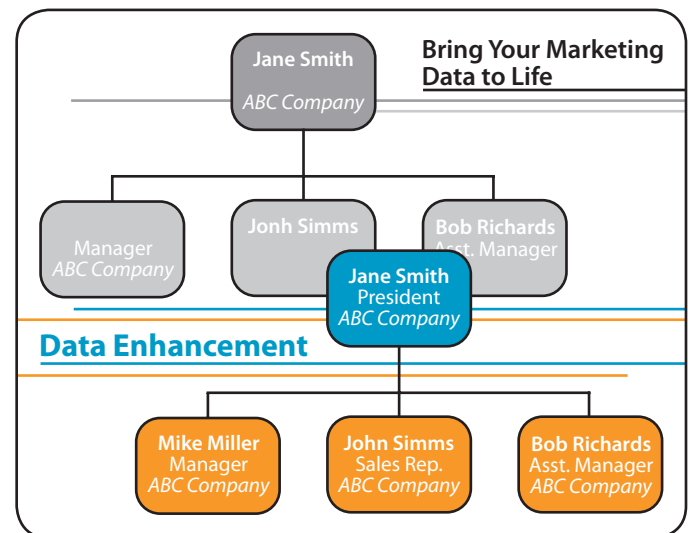 Jane Smith
ABC Company
Bring Your Marketing
Data to Life
Manager
ABC Company
Jonh Simms
Bob Richards
Asst. Manager
Jane Smith
President
ABC Company
Data Enhancement
Mike Miller
Manager
ABC Company
John Simms
Sales Rep.
ABC Company
Bob Richards
Asst. Manager
ABC Company